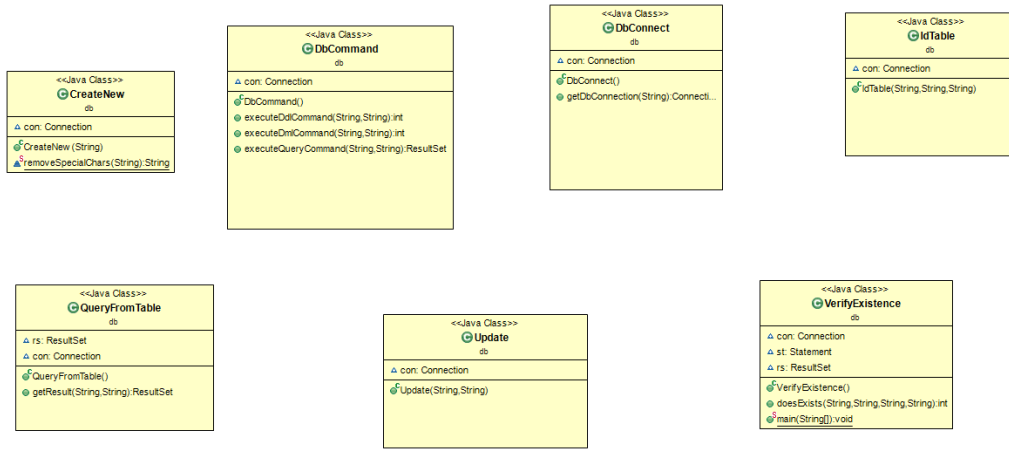 <<Java Class>>
CreateNew
db
con: Connection
CreateNew (String)
removeSpecialChars(String):String
<<Java Class>>
DbCommand
db
con: Connection
DbCommand()
executeDdlCommand(String,String):int
executeDmlCommand(String,String):int
executeQueryCommand(String,String):ResultSet
<<Java Class>>
DbConnect
db
con: Connection
DbConnect()
getDbConnection(String):Connecti...
<<Java Class>>
IdTable
db
con: Connection
IdTable(String,String,String)
<<Java Class>>
QueryFromTable
db
rs: ResultSet
con: Connection
QueryFromTable()
getResult(String,String):ResultSet
<<Java Class>>
Update
db
con: Connection
Update(String,String)
<<Java Class>>
VerifyExistence
db
con: Connection
st: Statement
rs: ResultSet
VerifyExistence()
doesExists(String,String,String,String):int
main(String[]):void